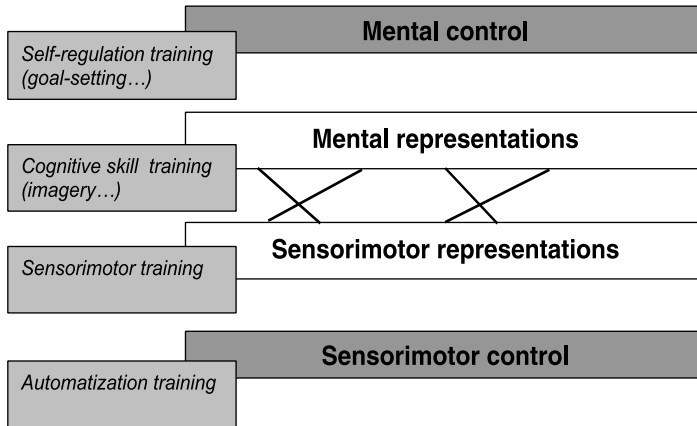 Mental control
Self-regulation training
(goal-setting…)
Mental representations
Cognitive skill training
(imagery…)
Sensorimotor representations
Sensorimotor training
Sensorimotor control
Automatization training